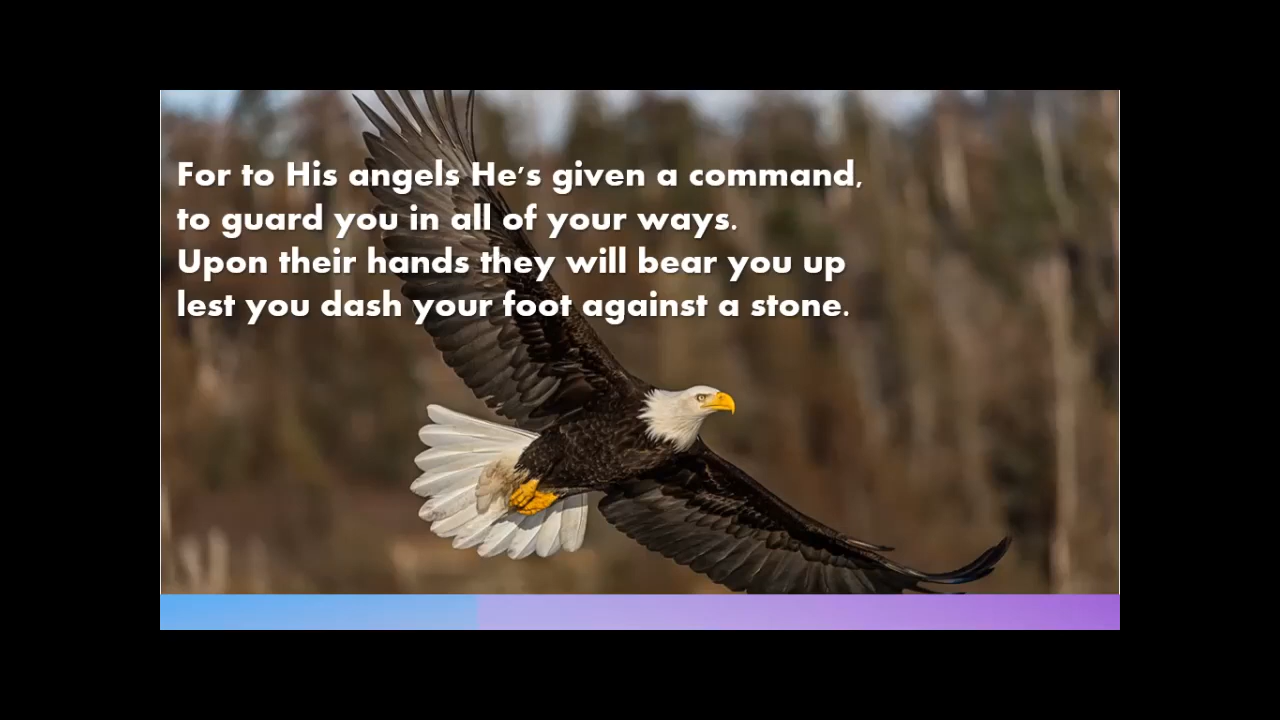 For to His angels He's given a command,
to guard you in all of your ways.
Upon their hands they will bear you up
lest you dash your foot against a stone.